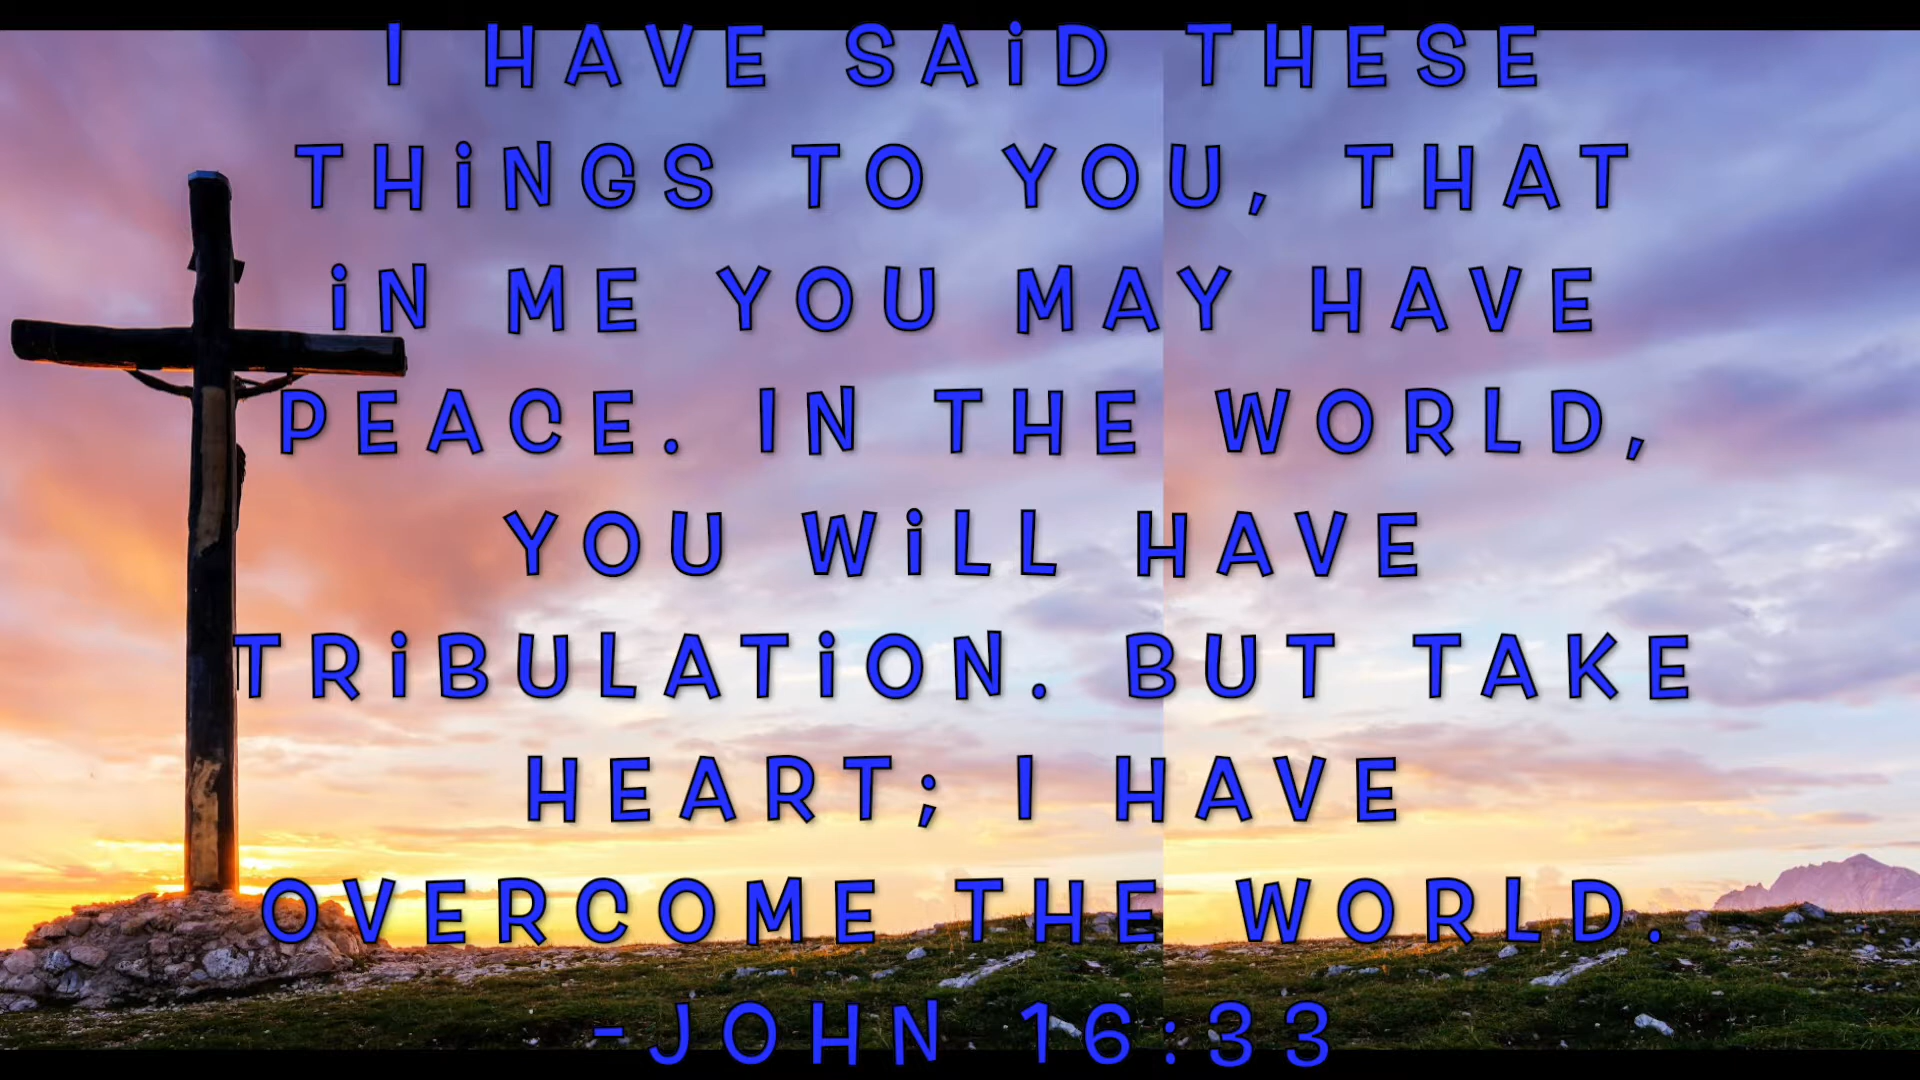 I HAVE SAiD THESE
THiNGS TO YOU, THAT
iN ME YOU MAY HAVE
PEACE. IN THE WORLD,
YOU WiLL HAVE
TRiBULATiON. BUT TAKE
HEART; I HAVE
OVERCOME THE WORLD.
-JOHN 16:33